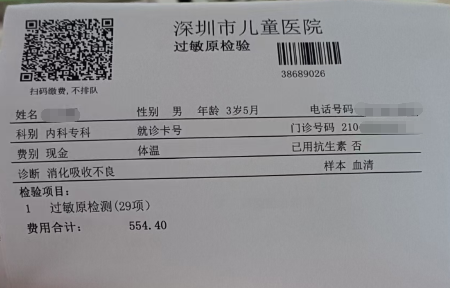 深圳市儿童医院
过敏原检验
38689026
扫码缴费,不排队
姓名 性别 男 年龄 3岁5月 电话号码
科别 内科专科 就诊卡号 门诊号码 210
费别 现金 体温 已用抗生素 否
诊断 消化吸收不良 样本 血清
检验项目:
1 过敏原检测(29项)
费用合计: 554.40